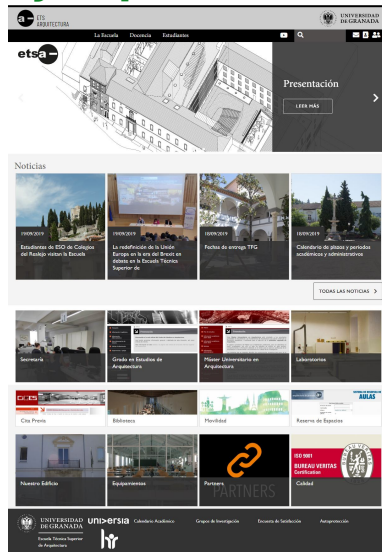 ETS
ARQUITECTURA
UNIVERSIDAD
DE GRANADA
La Escuela Docencia Estudiantes
etsa
Presentación
LEER MÁS
Noticias
19/09/2019
Estudiantes de ESO de Colegios
del Realejo visitan la Escuela
19/09/2019
La redefinición de la Unión
Europa en la era del Brexit en
debate en la Escuela Técnica
Superior de
18/09/2019
Fechas de entrega TFG
18/09/2019
Calendario de plazos y periodos
académicos y administrativos
TODAS LAS NOTICIAS >
Secretaría
Grado en Estudios de
Arquitectura
Máster Universitario en
Arquitectura
Laboratorios
CIGES
Cita Previa
Biblioteca
Movilidad
AULAS
Reserva de Espacios
Nuestro Edificio
Equipamientos
Partners
PARTNERS
ISO 9001
BUREAU VERITAS
Certification
Calidad
UNIVERSIDAD
DE GRANADA
Escuela Técnica Superior
de Arquitectura
universia
hr
Calendario Académico
Grupos de Investigación
Encuesta de Satisfacción
Autoprotección